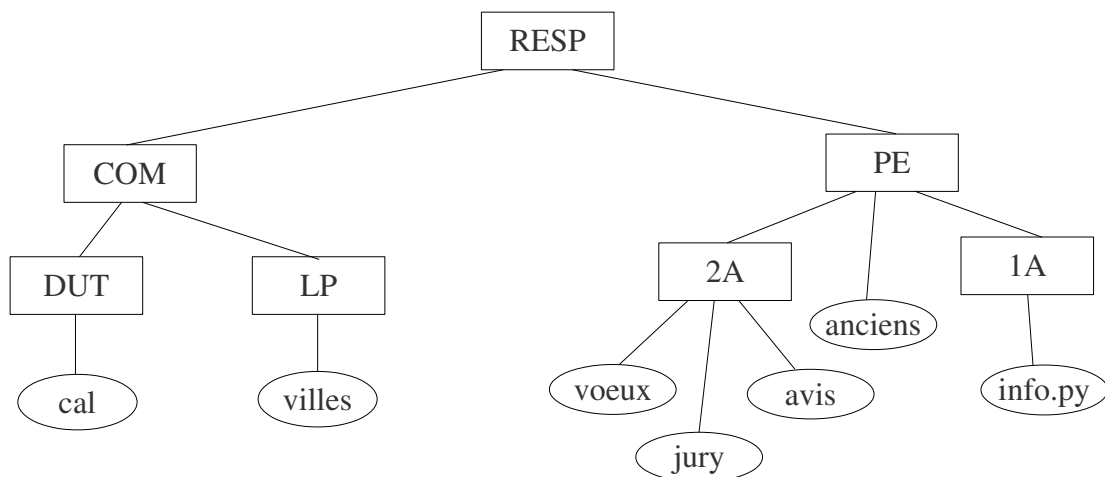 RESP
COM
PE
DUT
LP
2A
1A
anciens
cal
villes
voeux
avis
info.py
jury